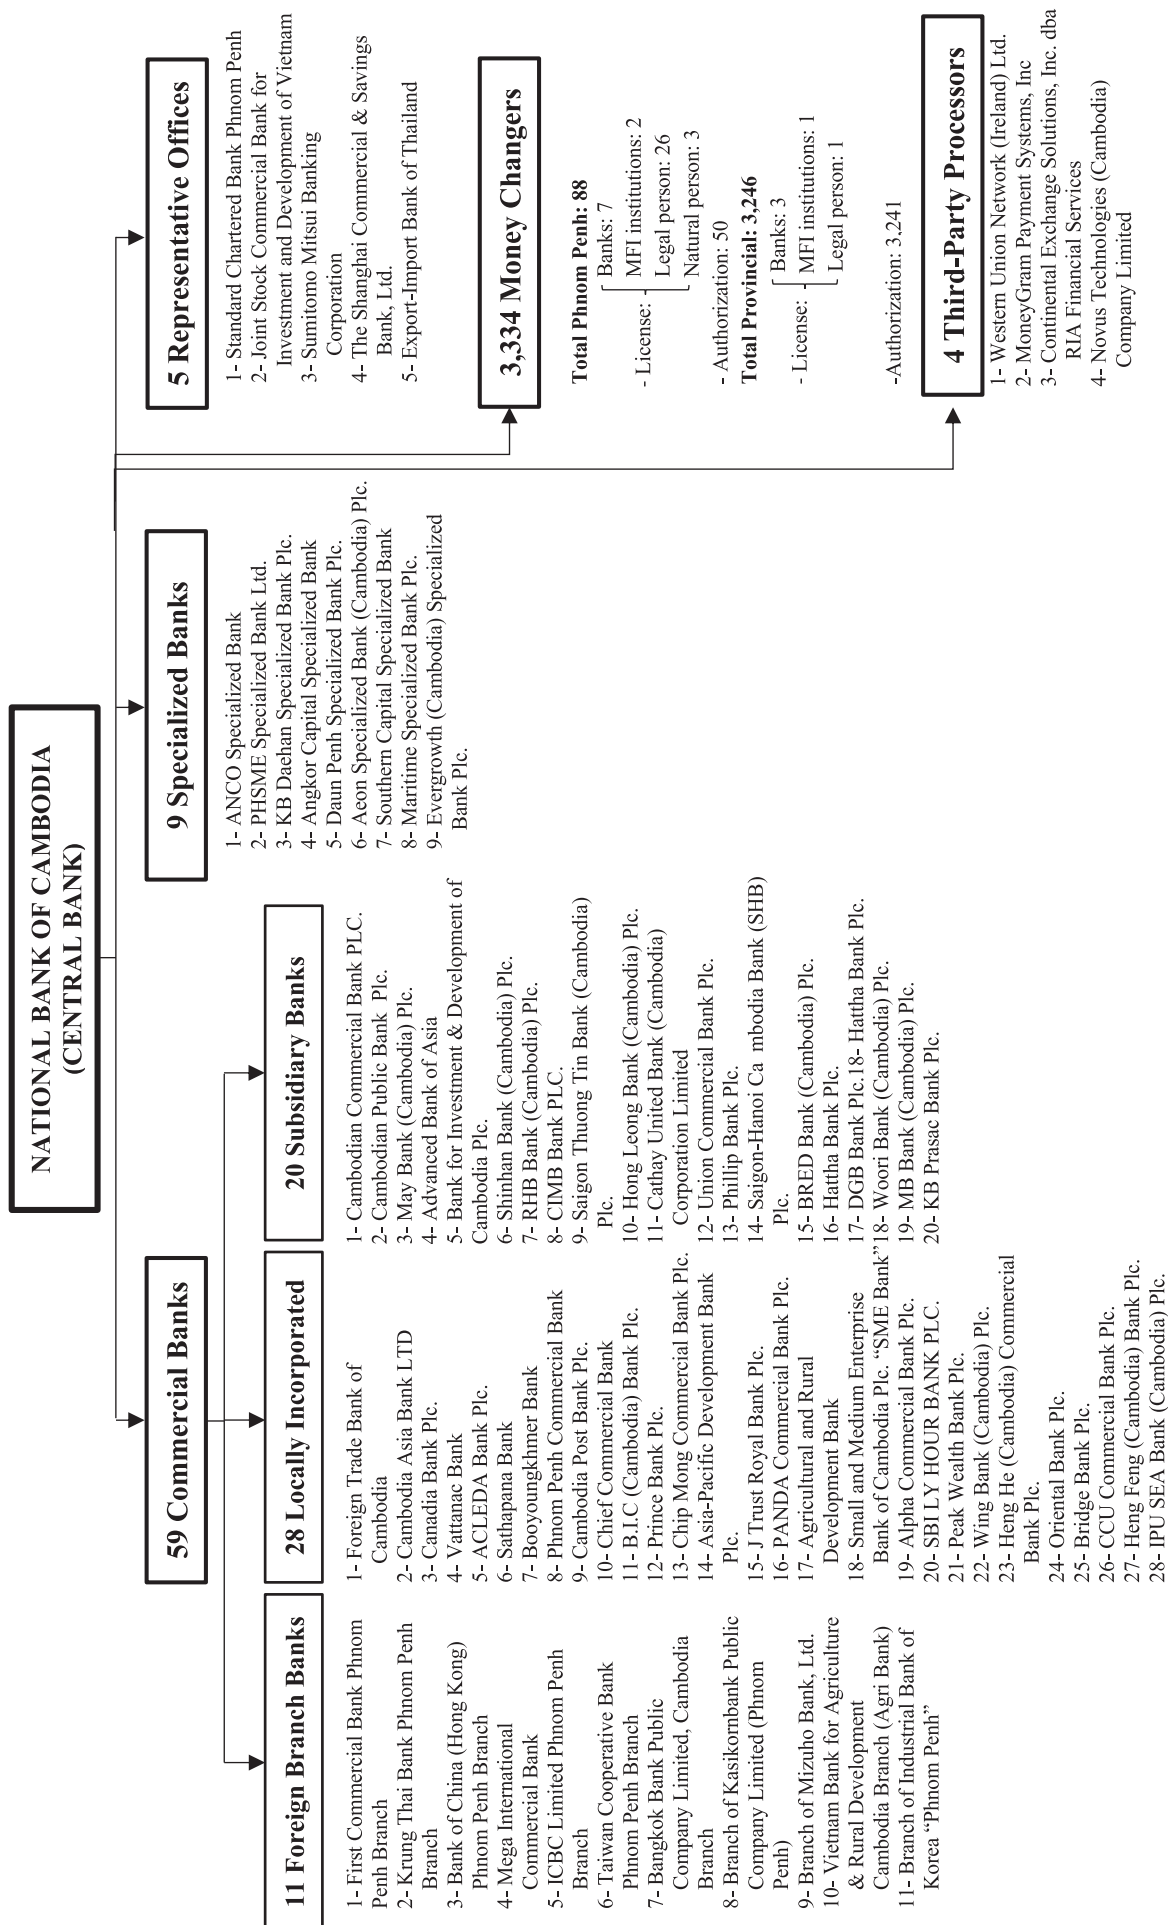 NATIONAL BANK OF CAMBODIA
(CENTRAL BANK)
59 Commercial Banks
11 Foreign Branch Banks
1- First Commercial Bank Phnom
Penh Branch
2- Krung Thai Bank Phnom Penh
Branch
3- Bank of China (Hong Kong)
Phnom Penh Branch
4- Mega International
Commercial Bank
5- ICBC Limited Phnom Penh
Branch
6- Taiwan Cooperative Bank
Phnom Penh Branch
7- Bangkok Bank Public
Company Limited, Cambodia
Branch
8- Branch of Kasikornbank Public
Company Limited (Phnom
Penh)
9- Branch of Mizuho Bank, Ltd.
10- Vietnam Bank for Agriculture
& Rural Development
Cambodia Branch (Agri Bank)
11- Branch of Industrial Bank of
Korea “Phnom Penh”
28 Locally Incorporated
1- Foreign Trade Bank of
Cambodia
2- Cambodia Asia Bank LTD
3- Canadia Bank Plc.
4- Vattanac Bank
5- ACLEDA Bank Plc.
6- Sathapana Bank
7- Booyoungkhmer Bank
8- Phnom Penh Commercial Bank
9- Cambodia Post Bank Plc.
10- Chief Commercial Bank
11- B.I.C (Cambodia) Bank Plc.
12- Prince Bank Plc.
13- Chip Mong Commercial Bank Plc.
14- Asia-Pacific Development Bank
Plc.
15- J Trust Royal Bank Plc.
16- PANDA Commercial Bank Plc.
17- Agricultural and Rural
Development Bank
18- Small and Medium Enterprise
Bank of Cambodia Plc. “SME Bank”
19- Alpha Commercial Bank Plc.
20- SBI LY HOUR BANK PLC.
21- Peak Wealth Bank Plc.
22- Wing Bank (Cambodia) Plc.
23- Heng He (Cambodia) Commercial
Bank Plc.
24- Oriental Bank Plc.
25- Bridge Bank Plc.
26- CCU Commercial Bank Plc.
27- Heng Feng (Cambodia) Bank Plc.
28- IPU SEA Bank (Cambodia) Plc.
20 Subsidiary Banks
1- Cambodian Commercial Bank PLC.
2- Cambodian Public Bank Plc.
3- May Bank (Cambodia) Plc.
4- Advanced Bank of Asia
5- Bank for Investment & Development of
Cambodia Plc.
6- Shinhan Bank (Cambodia) Plc.
7- RHB Bank (Cambodia) Plc.
8- CIMB Bank PLC.
9- Saigon Thuong Tin Bank (Cambodia)
Plc.
10- Hong Leong Bank (Cambodia) Plc.
11- Cathay United Bank (Cambodia)
Corporation Limited
12- Union Commercial Bank Plc.
13- Phillip Bank Plc.
14- Saigon-Hanoi Ca mbodia Bank (SHB)
Plc.
15- BRED Bank (Cambodia) Plc.
16- Hattha Bank Plc.
17- DGB Bank Plc.18- Hattha Bank Plc.
18- Woori Bank (Cambodia) Plc.
19- MB Bank (Cambodia) Plc.
20- KB Prasac Bank Plc.
9 Specialized Banks
1- ANCO Specialized Bank
2- PHSME Specialized Bank Ltd.
3- KB Daehan Specialized Bank Plc.
4- Angkor Capital Specialized Bank
5- Daun Penh Specialized Bank Plc.
6- Aeon Specialized Bank (Cambodia) Plc.
7- Southern Capital Specialized Bank
8- Maritime Specialized Bank Plc.
9- Evergrowth (Cambodia) Specialized
Bank Plc.
5 Representative Offices
1- Standard Chartered Bank Phnom Penh
2- Joint Stock Commercial Bank for
Investment and Development of Vietnam
3- Sumitomo Mitsui Banking
Corporation
4- The Shanghai Commercial & Savings
Bank, Ltd.
5- Export-Import Bank of Thailand
3,334 Money Changers
Total Phnom Penh: 88
- License:
Banks: 7
MFI institutions: 2
Legal person: 26
Natural person: 3
- Authorization: 50
Total Provincial: 3,246
- License:
Banks: 3
MFI institutions: 1
Legal person: 1
-Authorization: 3,241
4 Third-Party Processors
1- Western Union Network (Ireland) Ltd.
2- MoneyGram Payment Systems, Inc
3- Continental Exchange Solutions, Inc. dba
RIA Financial Services
4- Novus Technologies (Cambodia)
Company Limited